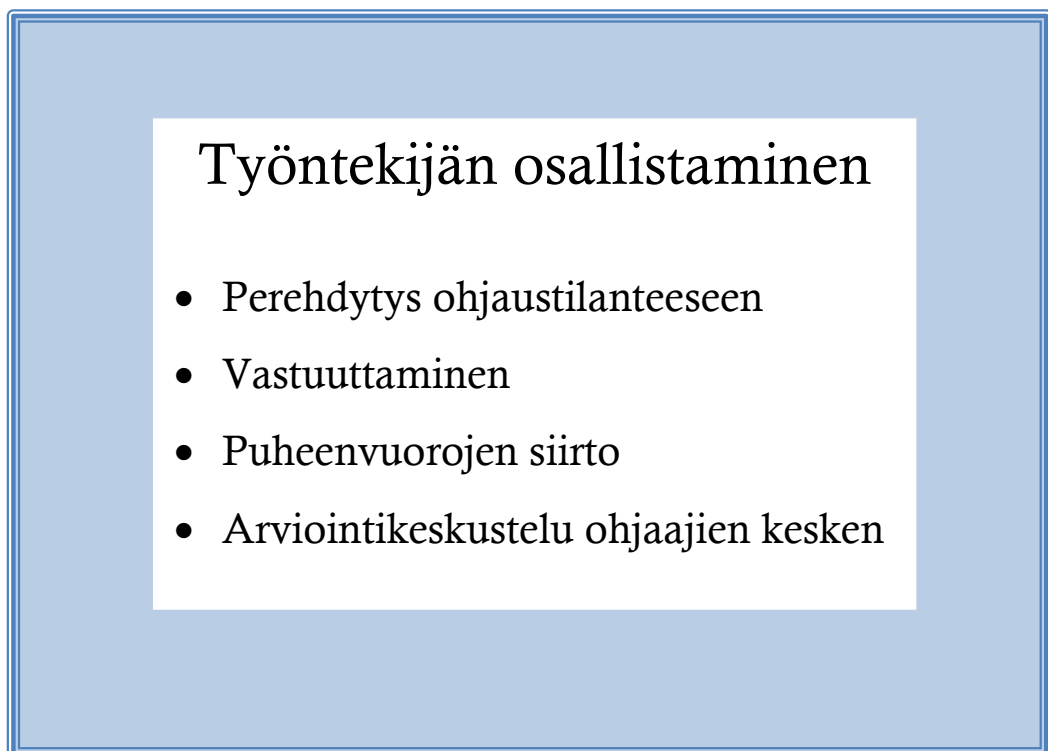 Työntekijän osallistaminen
• Perehdytys ohjaustilanteeseen
• Vastuuttaminen
• Puheenvuorojen siirto
• Arviointikeskustelu ohjaajien kesken